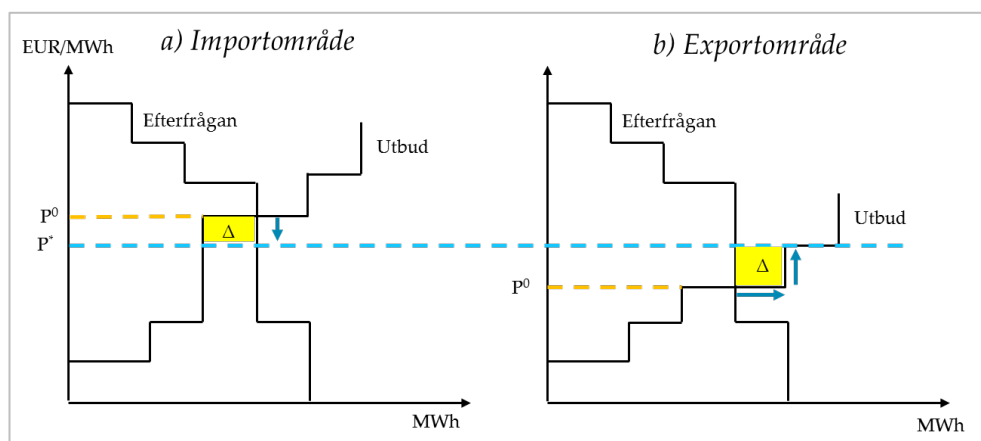 a) Importområde
EUR/MWh
Efterfrågan
Utbud
P⁰
Δ
P*
MWh
b) Exportområde
Efterfrågan
Utbud
Δ
P⁰
MWh